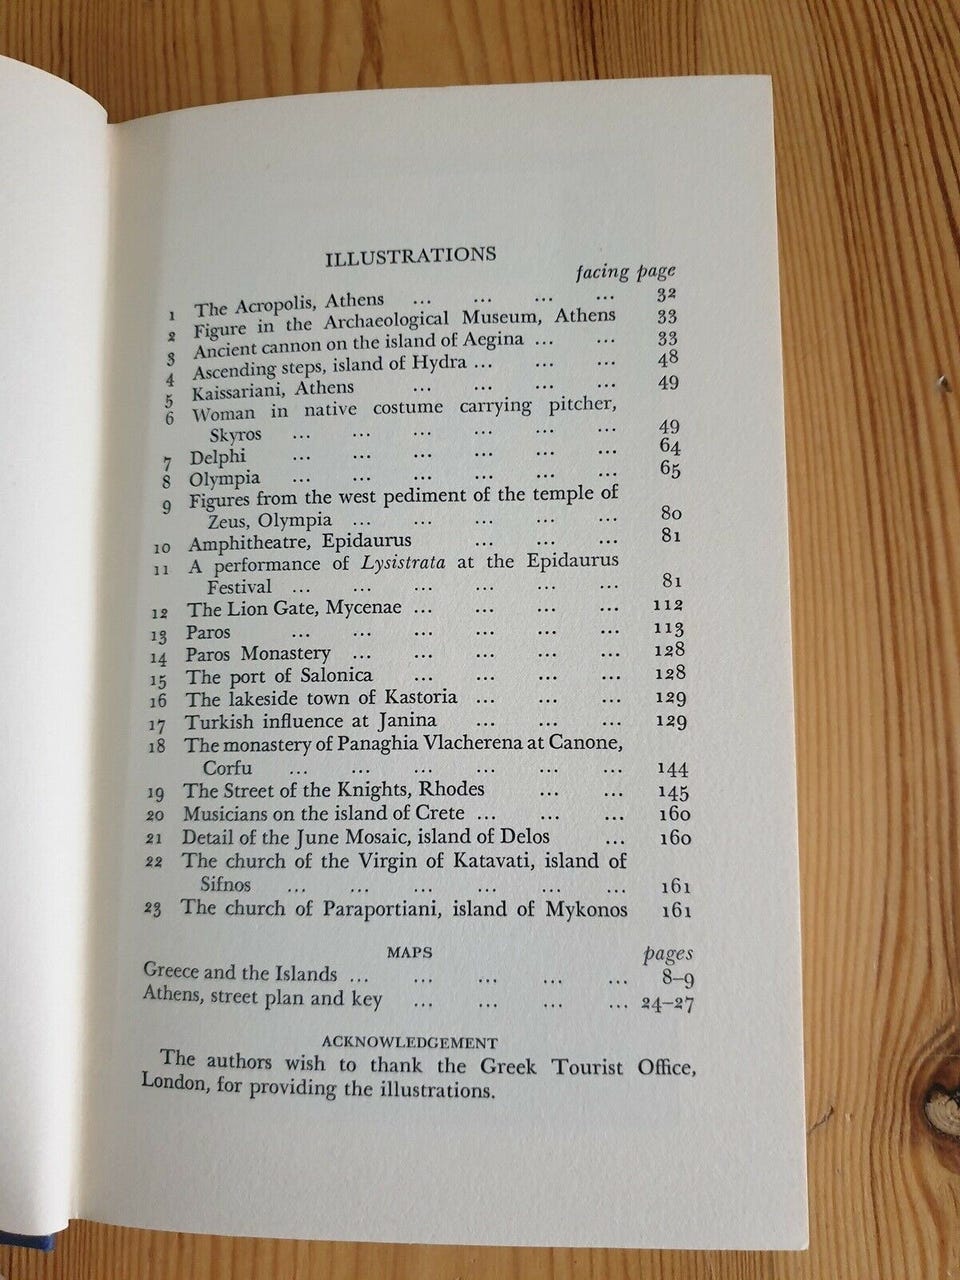 ILLUSTRATIONS
facing page
1 The Acropolis, Athens ... ... ... ... 32
2 Figure in the Archaeological Museum, Athens 33
3 Ancient cannon on the island of Aegina ... ... 33
4 Ascending steps, island of Hydra ... ... ... 48
5 Kaissariani, Athens ... ... ... ... 49
6 Woman in native costume carrying pitcher,
Skyros ... ... ... ... ... ... 49
7 Delphi ... ... ... ... ... ... 64
8 Olympia ... ... ... ... ... ... 65
9 Figures from the west pediment of the temple of
Zeus, Olympia ... ... ... ... ... 80
10 Amphitheatre, Epidaurus ... ... ... 81
11 A performance of Lysistrata at the Epidaurus
Festival ... ... ... ... ... ... 81
12 The Lion Gate, Mycenae ... ... ... ... 112
13 Paros ... ... ... ... ... ... 113
14 Paros Monastery ... ... ... ... ... 128
15 The port of Salonica ... ... ... ... 128
16 The lakeside town of Kastoria ... ... ... 129
17 Turkish influence at Janina ... ... ... 129
18 The monastery of Panaghia Vlacherena at Canone,
Corfu ... ... ... ... ... ... 144
19 The Street of the Knights, Rhodes ... ... 145
20 Musicians on the island of Crete ... ... ... 160
21 Detail of the June Mosaic, island of Delos ... 160
22 The church of the Virgin of Katavati, island of
Sifnos ... ... ... ... ... ... 161
23 The church of Paraportiani, island of Mykonos 161
MAPS pages
Greece and the Islands ... ... ... ... ... 8–9
Athens, street plan and key ... ... ... ... 24–27
ACKNOWLEDGEMENT
The authors wish to thank the Greek Tourist Office,
London, for providing the illustrations.